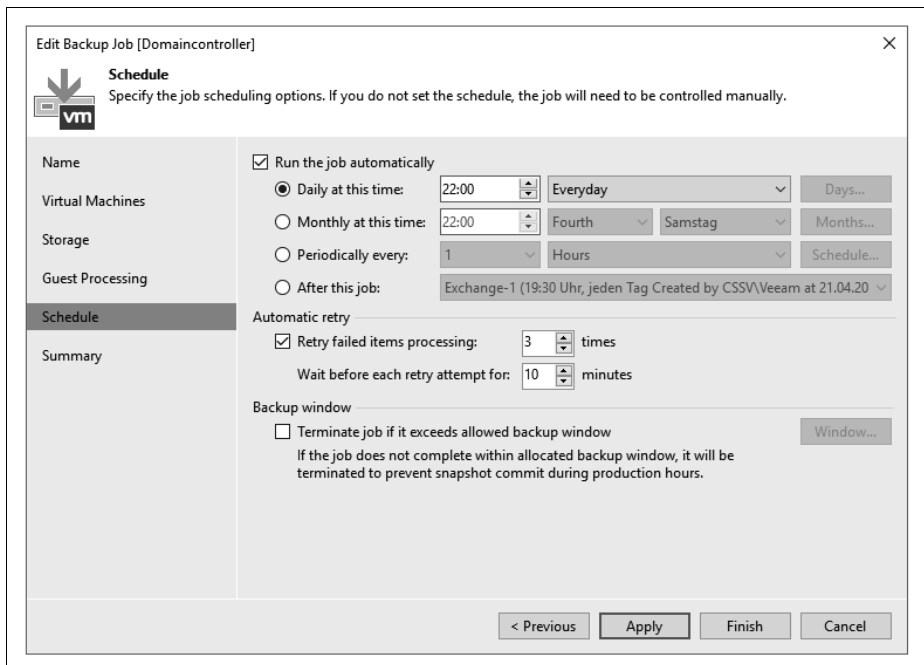 Edit Backup Job [Domaincontroller]
Schedule
Specify the job scheduling options. If you do not set the schedule, the job will need to be controlled manually.
vm
Name
Virtual Machines
Storage
Guest Processing
Schedule
Summary
Run the job automatically
Daily at this time: 22:00 Everyday Days...
Monthly at this time: 22:00 Fourth Samstag Months...
Periodically every: 1 Hours Schedule...
After this job: Exchange-1 (19:30 Uhr, jeden Tag Created by CSSV\Veeam at 21.04.20
Automatic retry
Retry failed items processing: 3 times
Wait before each retry attempt for: 10 minutes
Backup window
Terminate job if it exceeds allowed backup window Window...
If the job does not complete within allocated backup window, it will be
terminated to prevent snapshot commit during production hours.
< Previous Apply Finish Cancel